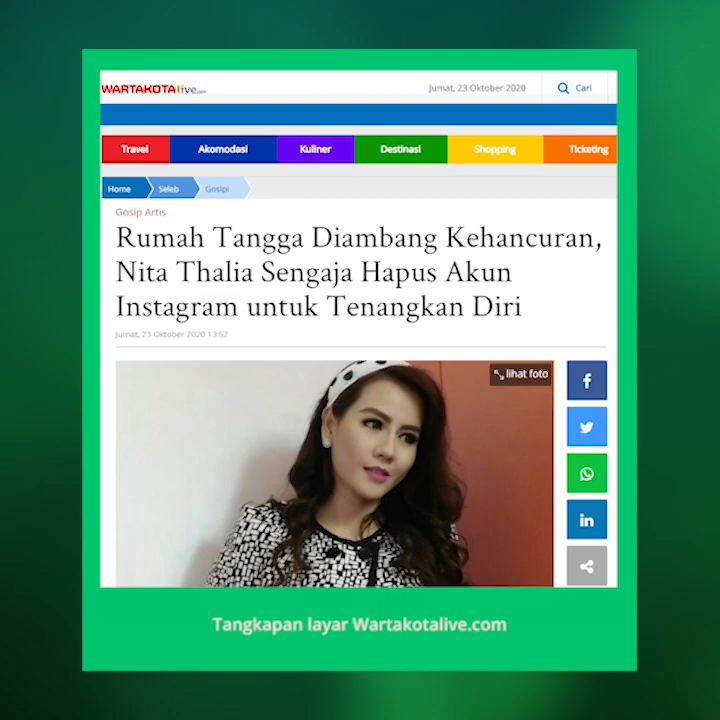 WARTAKOTAlive.com
Jumat, 23 Oktober 2020
Cari
Travel
Akomodasi
Kuliner
Destinasi
Shopping
Ticketing
Home
Seleb
Gosipi
Gosip Artis
Rumah Tangga Diambang Kehancuran,
Nita Thalia Sengaja Hapus Akun
Instagram untuk Tenangkan Diri
Jumat, 23 Oktober 2020 13:52
lihat foto
Tangkapan layar Wartakotalive.com